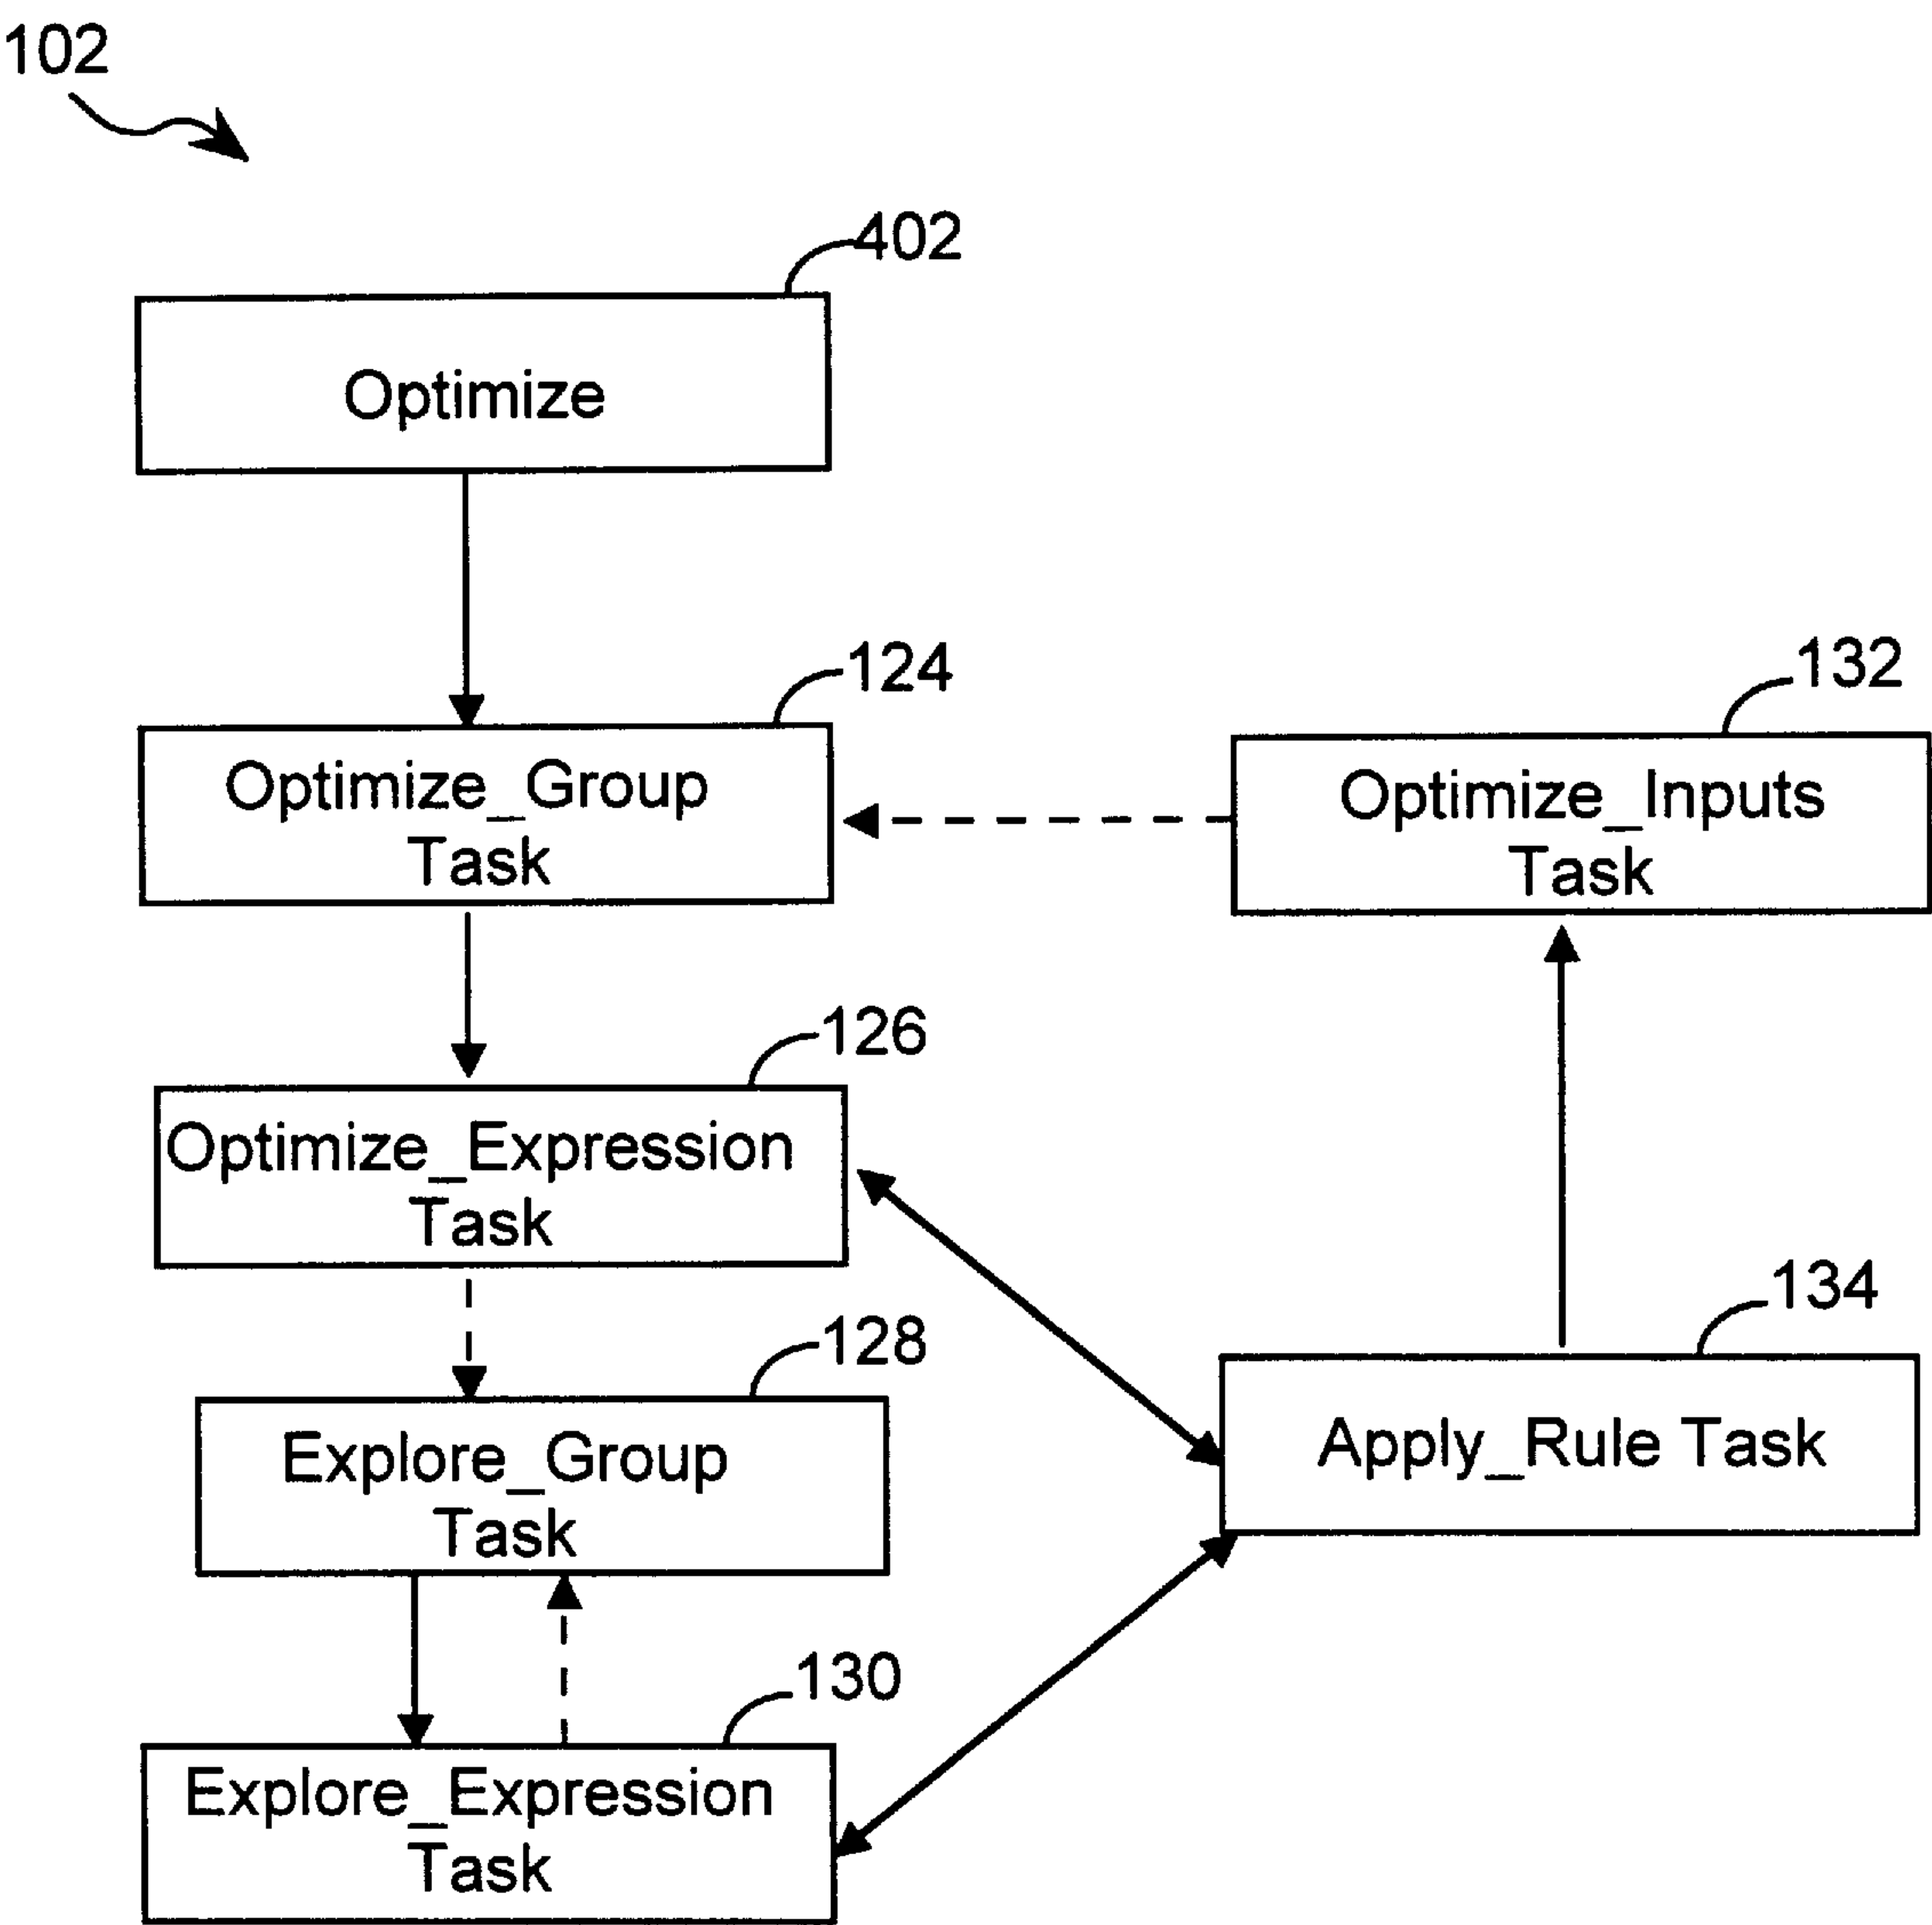 102
402
Optimize
124
132
Optimize_Group
Task
Optimize_Inputs
Task
126
Optimize_Expression
Task
134
128
Apply_Rule Task
Explore_Group
Task
130
Explore_Expression
Task